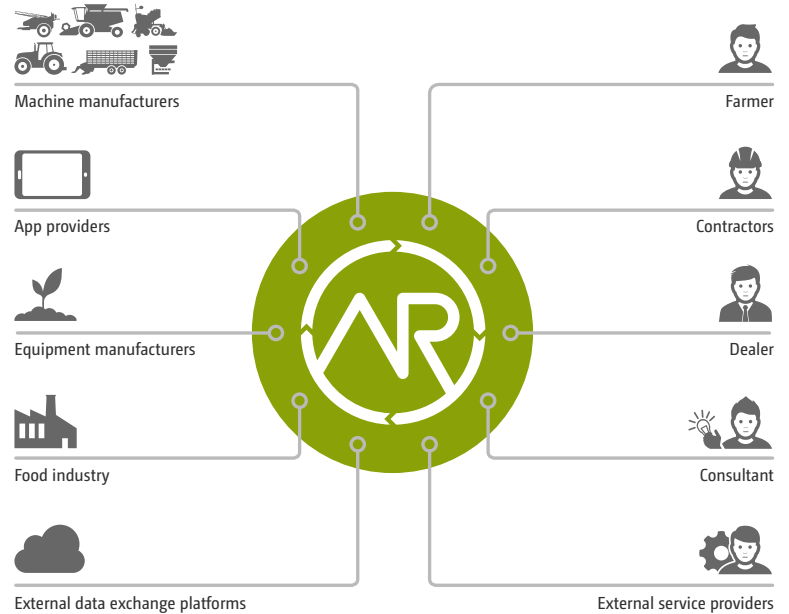 Machine manufacturers
Farmer
App providers
Contractors
Equipment manufacturers
Dealer
Food industry
Consultant
External data exchange platforms
External service providers
AR